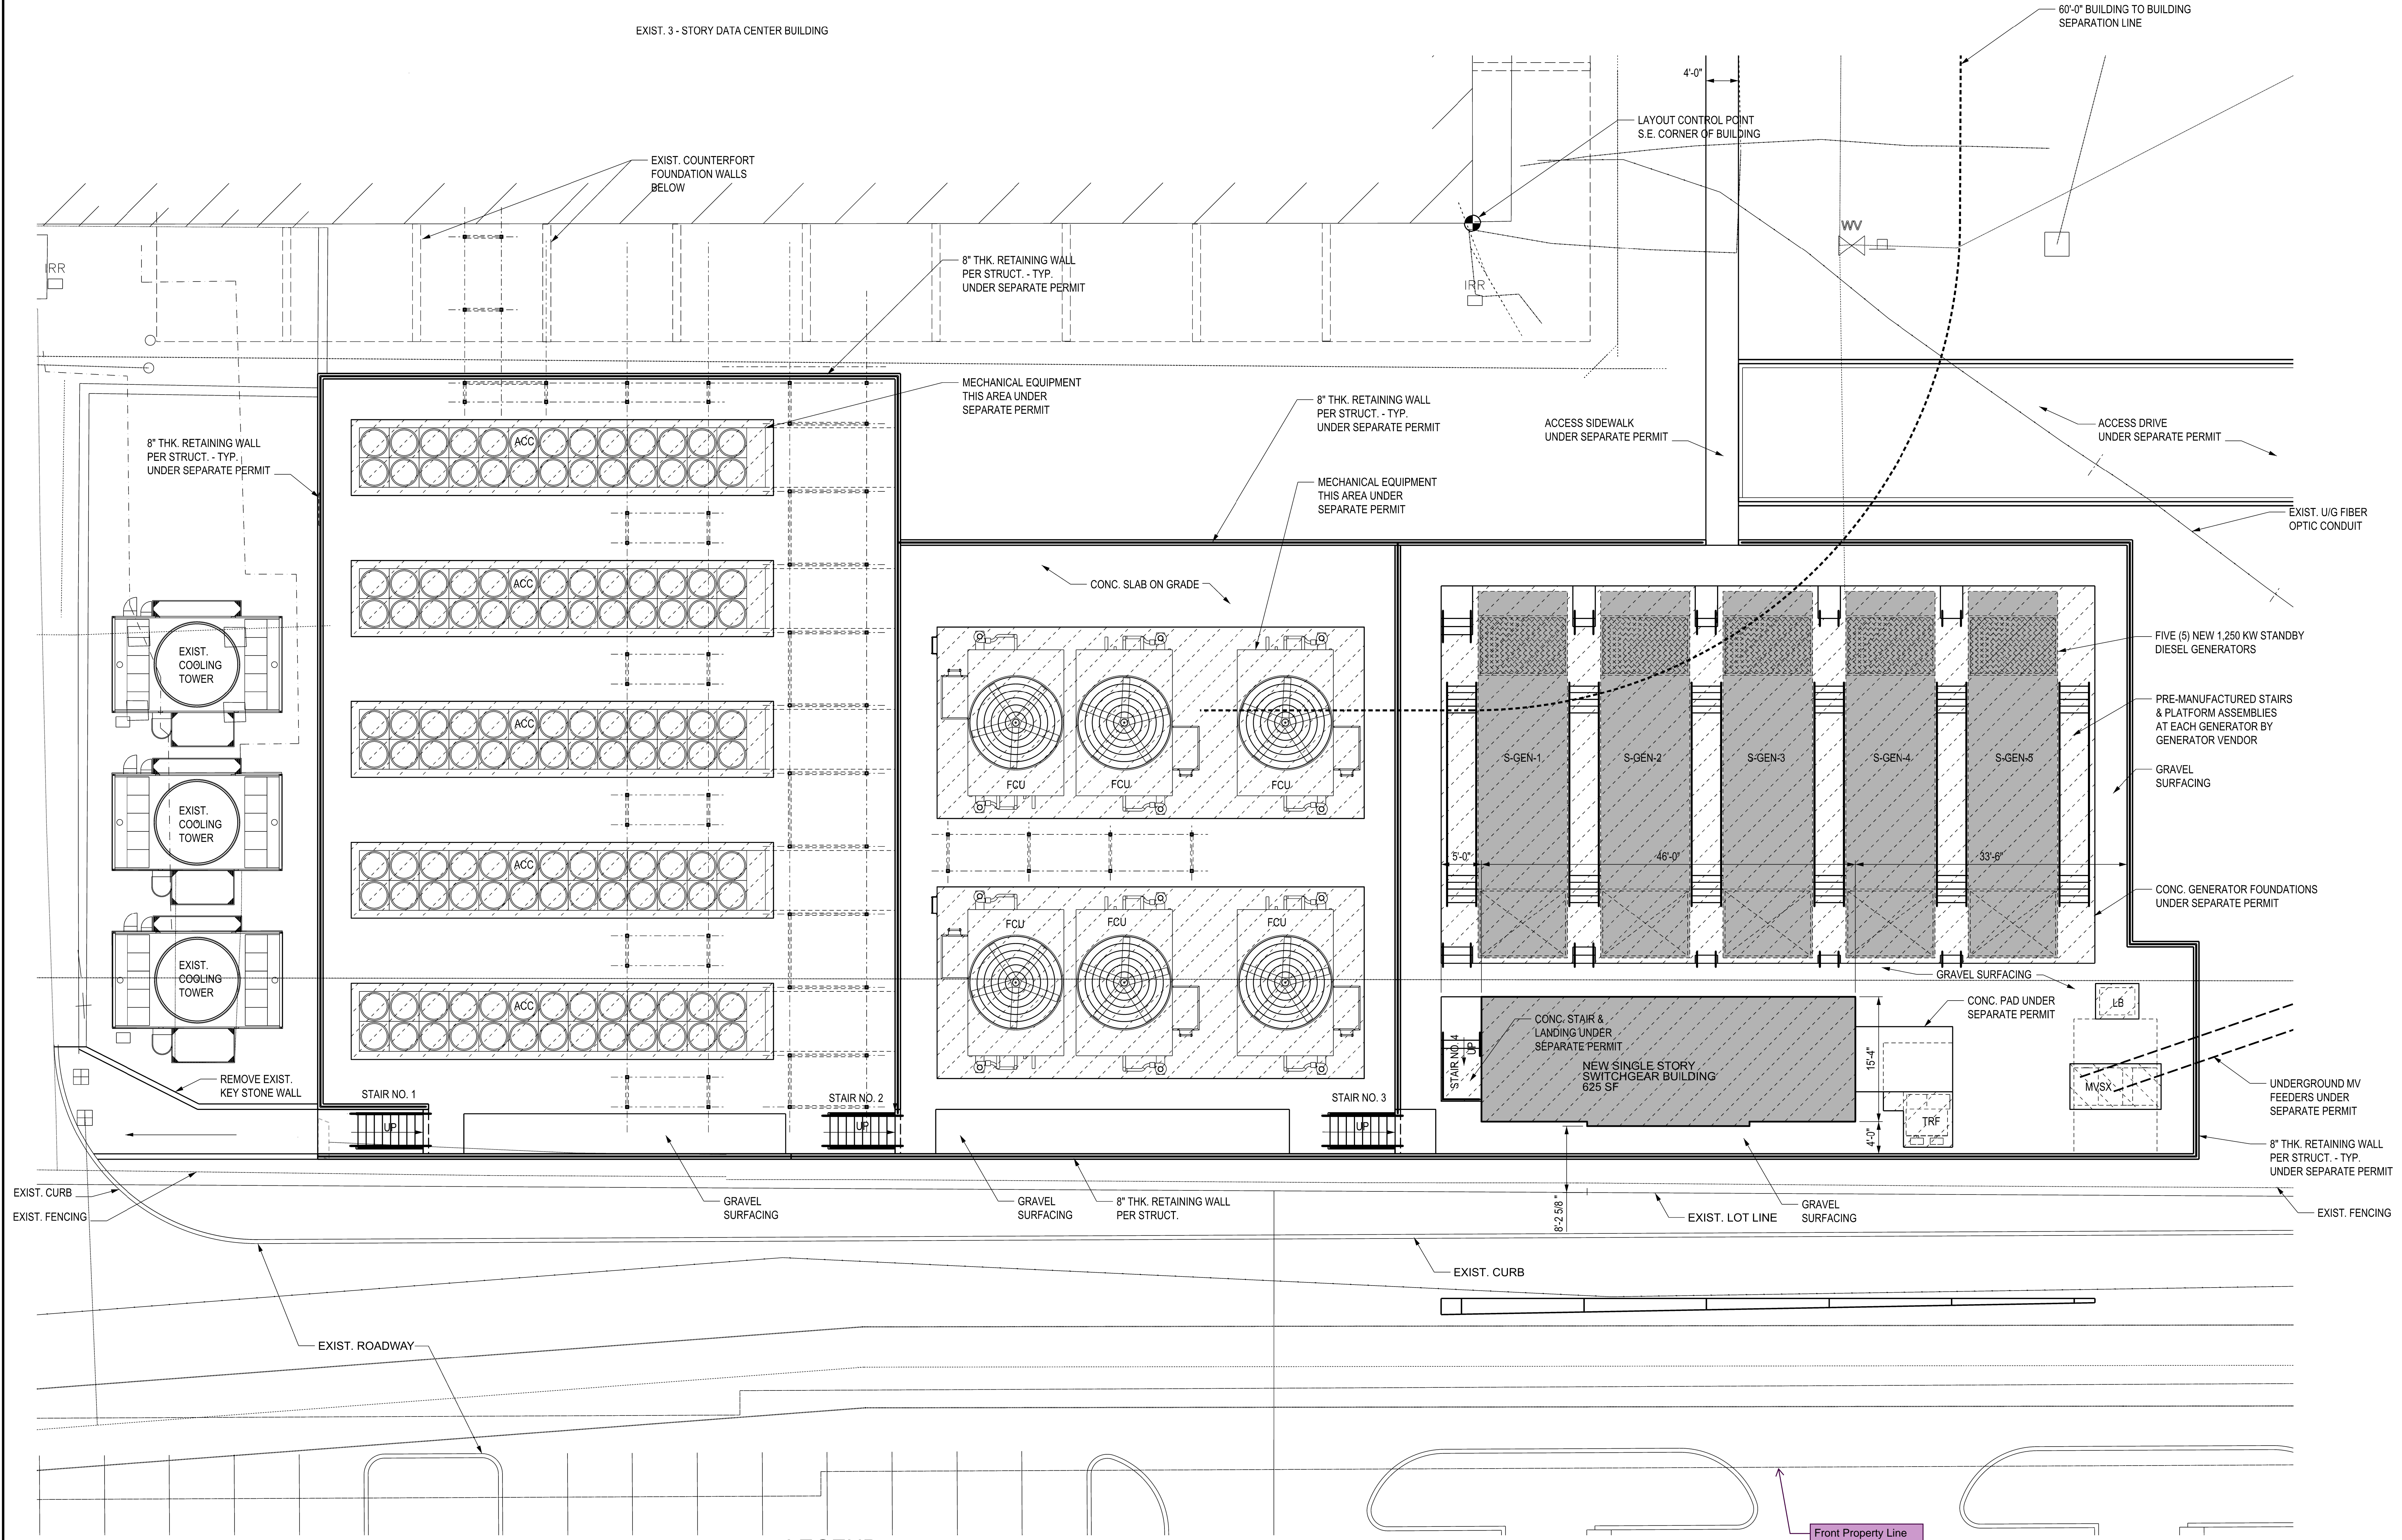 EXIST. 3 - STORY DATA CENTER BUILDING
60'-0" BUILDING TO BUILDING
SEPARATION LINE
4'-0"
LAYOUT CONTROL POINT
S.E. CORNER OF BUILDING
EXIST. COUNTERFORT
FOUNDATION WALLS
BELOW
WV
IRR
IRR
8" THK. RETAINING WALL
PER STRUCT. - TYP.
UNDER SEPARATE PERMIT
MECHANICAL EQUIPMENT
THIS AREA UNDER
SEPARATE PERMIT
8" THK. RETAINING WALL
PER STRUCT. - TYP.
UNDER SEPARATE PERMIT
ACCESS SIDEWALK
UNDER SEPARATE PERMIT
ACCESS DRIVE
UNDER SEPARATE PERMIT
8" THK. RETAINING WALL
PER STRUCT. - TYP.
UNDER SEPARATE PERMIT
ACC
MECHANICAL EQUIPMENT
THIS AREA UNDER
SEPARATE PERMIT
EXIST. U/G FIBER
OPTIC CONDUIT
ACC
CONC. SLAB ON GRADE
EXIST.
COOLING
TOWER
FIVE (5) NEW 1,250 KW STANDBY
DIESEL GENERATORS
PRE-MANUFACTURED STAIRS
& PLATFORM ASSEMBLIES
AT EACH GENERATOR BY
GENERATOR VENDOR
ACC
FCU
FCU
FCU
S-GEN-1
S-GEN-2
S-GEN-3
S-GEN-4
S-GEN-5
GRAVEL
SURFACING
EXIST.
COOLING
TOWER
ACC
5'-0"
46'-0"
33'-6"
CONC. GENERATOR FOUNDATIONS
UNDER SEPARATE PERMIT
FCU
FCU
FCU
EXIST.
COOLING
TOWER
GRAVEL SURFACING
ACC
CONC. STAIR &
LANDING UNDER
SEPARATE PERMIT
CONC. PAD UNDER
SEPARATE PERMIT
LB
STAIR NO. 4
UP
NEW SINGLE STORY
SWITCHGEAR BUILDING
625 SF
15'-4"
MVSX
UNDERGROUND MV
FEEDERS UNDER
SEPARATE PERMIT
REMOVE EXIST.
KEY STONE WALL
STAIR NO. 1
UP
STAIR NO. 2
UP
STAIR NO. 3
UP
TRF
4'-0"
8" THK. RETAINING WALL
PER STRUCT. - TYP.
UNDER SEPARATE PERMIT
EXIST. CURB
EXIST. FENCING
GRAVEL
SURFACING
GRAVEL
SURFACING
8" THK. RETAINING WALL
PER STRUCT.
8'-2 5/8"
EXIST. LOT LINE
GRAVEL
SURFACING
EXIST. FENCING
EXIST. CURB
EXIST. ROADWAY
Front Property Line